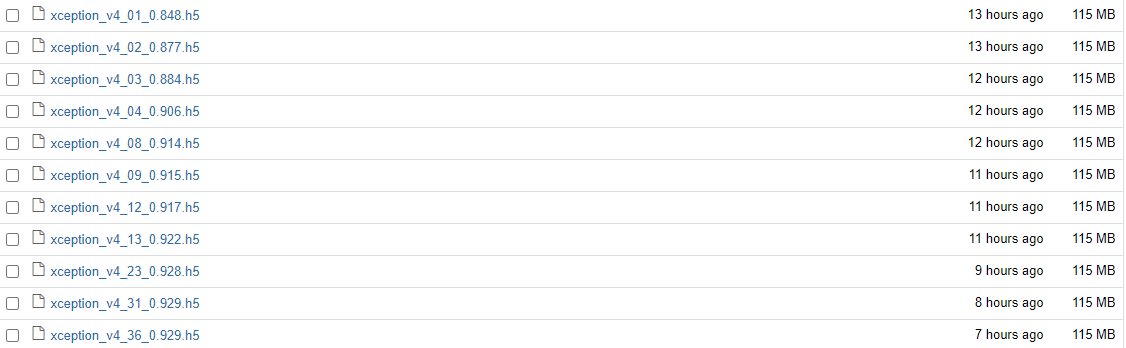 xception_v4_01_0.848.h5 13 hours ago 115 MB
xception_v4_02_0.877.h5 13 hours ago 115 MB
xception_v4_03_0.884.h5 12 hours ago 115 MB
xception_v4_04_0.906.h5 12 hours ago 115 MB
xception_v4_08_0.914.h5 12 hours ago 115 MB
xception_v4_09_0.915.h5 11 hours ago 115 MB
xception_v4_12_0.917.h5 11 hours ago 115 MB
xception_v4_13_0.922.h5 11 hours ago 115 MB
xception_v4_23_0.928.h5 9 hours ago 115 MB
xception_v4_31_0.929.h5 8 hours ago 115 MB
xception_v4_36_0.929.h5 7 hours ago 115 MB